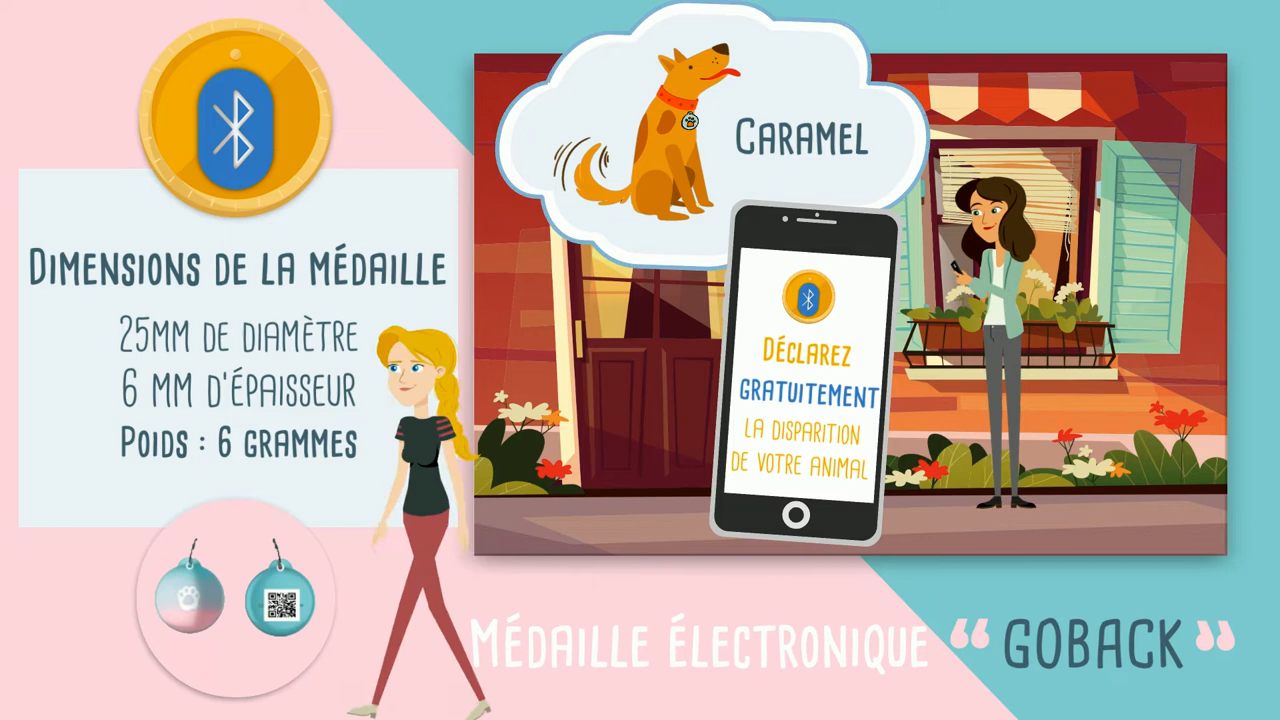 DIMENSIONS DE LA MÉDAILLE
25MM DE DIAMÈTRE
6 MM D'ÉPAISSEUR
POIDS : 6 GRAMMES
CARAMEL
DÉCLAREZ
GRATUITEMENT
LA DISPARITION
DE VOTRE ANIMAL
MÉDAILLE ÉLECTRONIQUE “ GOBACK ”